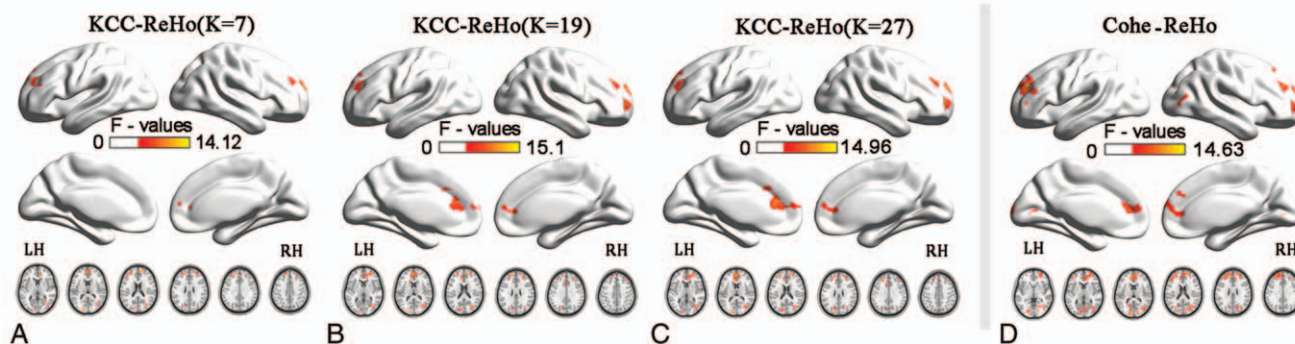 KCC-ReHo(K=7)
F - values
0 14.12
LH RH
A
KCC-ReHo(K=19)
F - values
0 15.1
LH RH
B
KCC-ReHo(K=27)
F - values
0 14.96
LH RH
C
Cohe-ReHo
F - values
0 14.63
LH RH
D